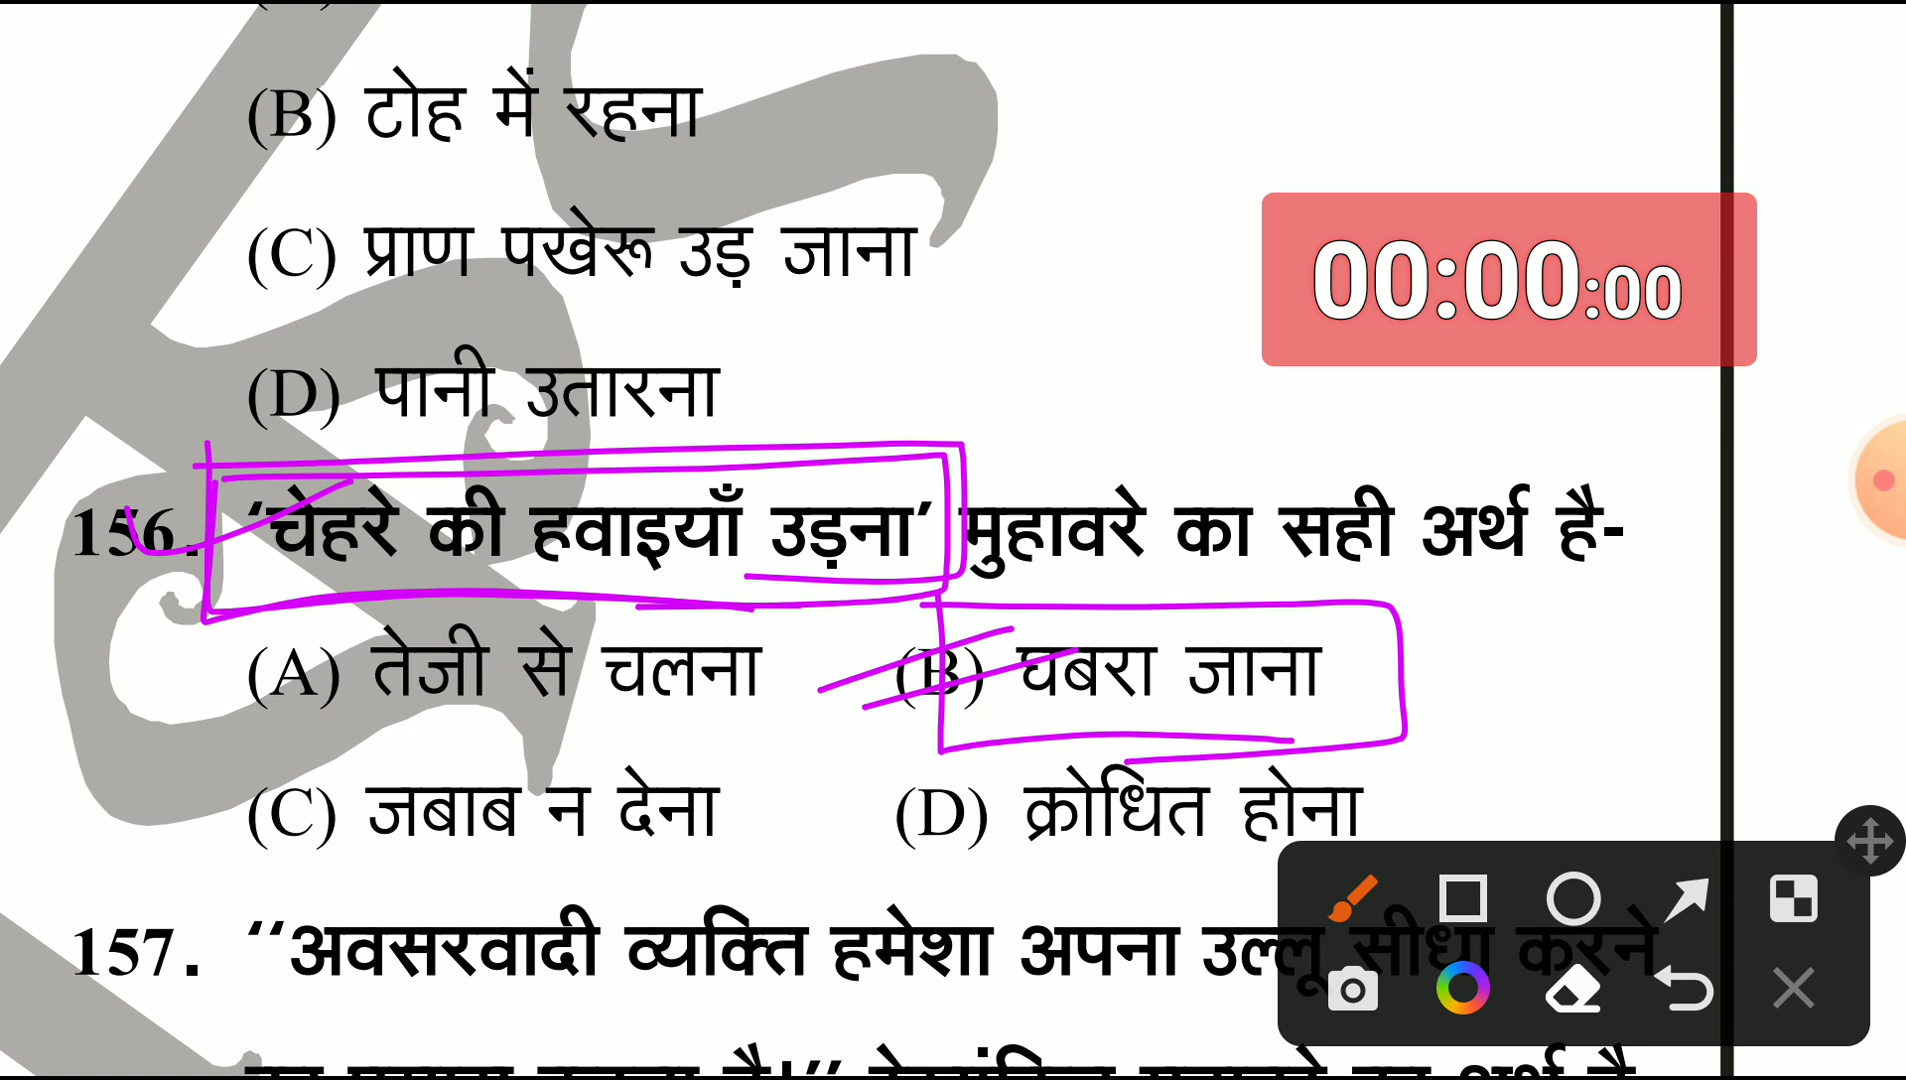 (B) टोह में रहना
(C) प्राण पखेरू उड़ जाना
(D) पानी उतारना
156. ‘चेहरे की हवाइयाँ उड़ना’ मुहावरे का सही अर्थ है-
(A) तेजी से चलना (B) घबरा जाना
(C) जबाब न देना (D) क्रोधित होना
157. ‘‘अवसरवादी व्यक्ति हमेशा अपना उल्लू सीधा करने
00:00:00